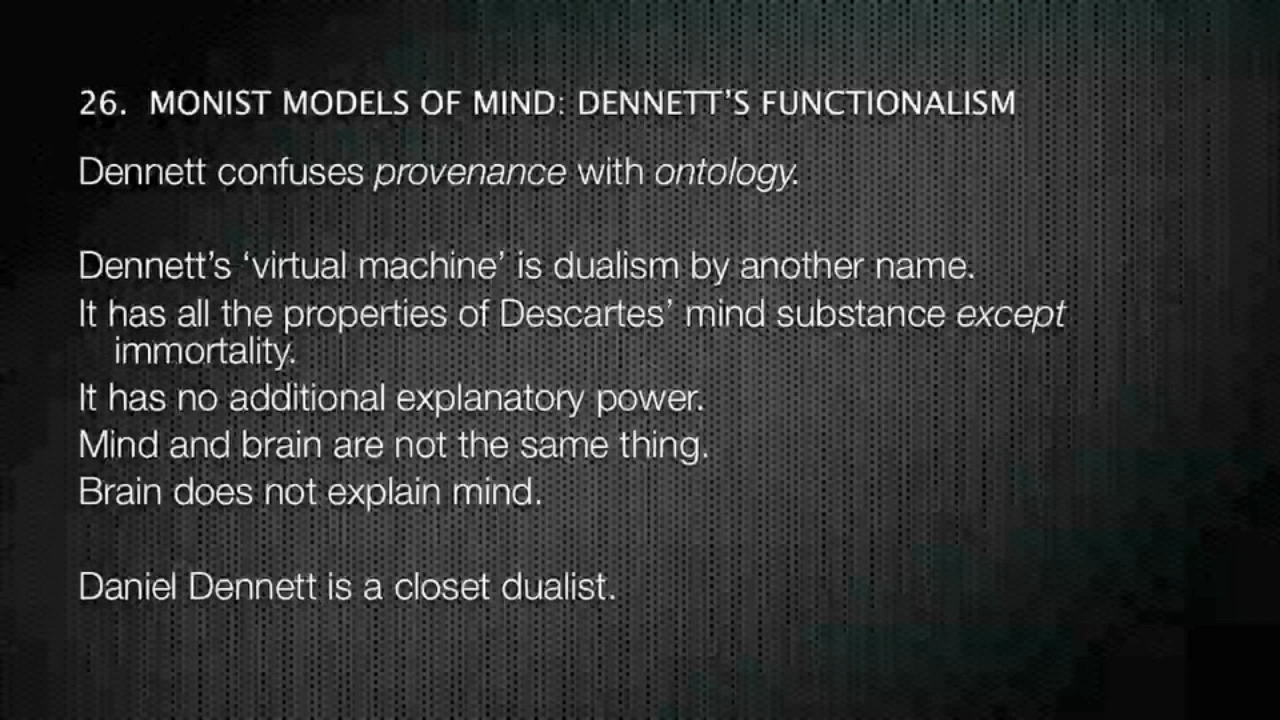 26. MONIST MODELS OF MIND: DENNETT’S FUNCTIONALISM
Dennett confuses provenance with ontology.
Dennett’s ‘virtual machine’ is dualism by another name.
It has all the properties of Descartes’ mind substance except
immortality.
It has no additional explanatory power.
Mind and brain are not the same thing.
Brain does not explain mind.
Daniel Dennett is a closet dualist.